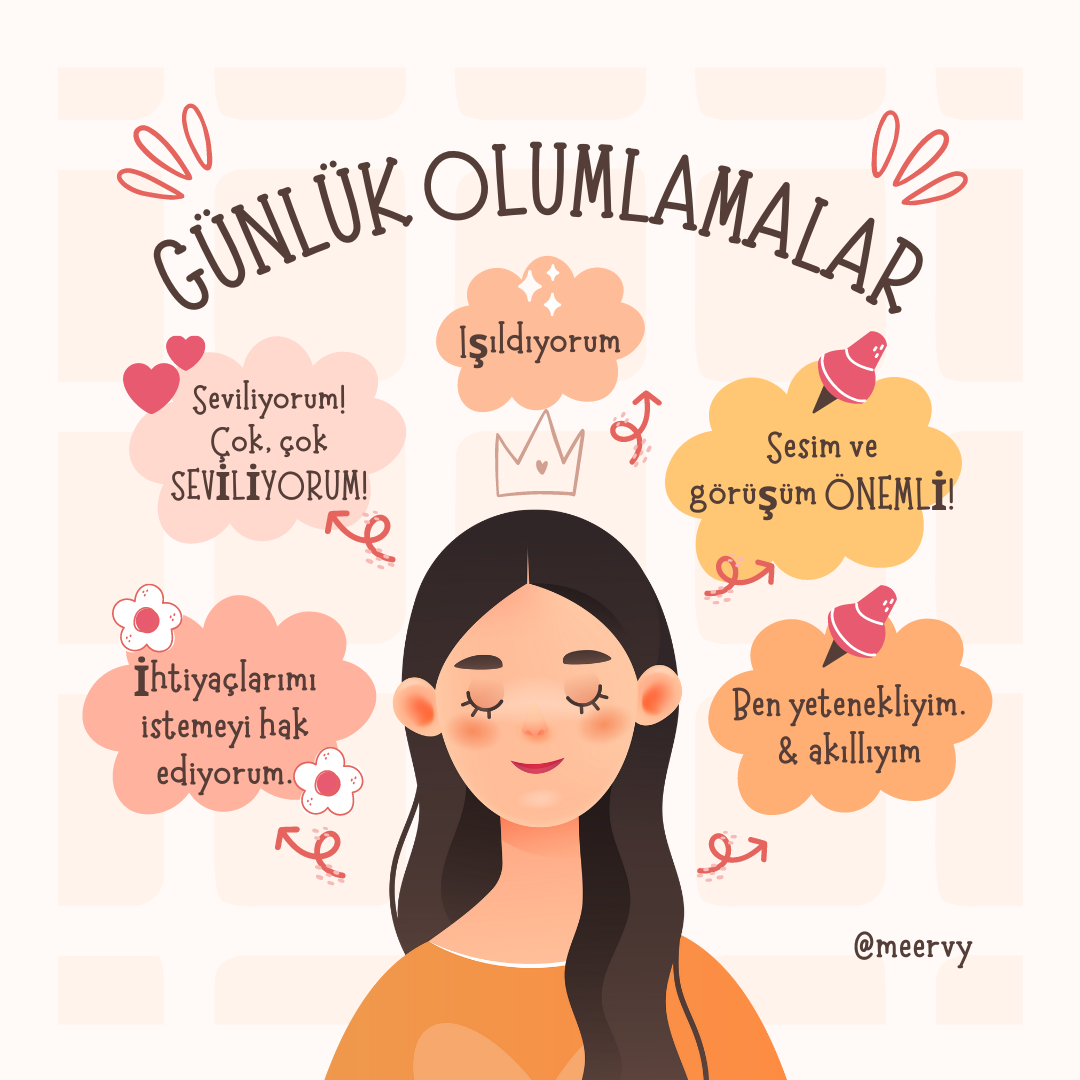 GÜNLÜK OLUMLAMALAR
Işıldıyorum
Seviliyorum!
Çok, çok
SEVİLİYORUM!
Sesim ve
görüşüm ÖNEMLİ!
İhtiyaçlarımı
istemeyi hak
ediyorum.
Ben yetenekliyim.
& akıllıyım
@meervy